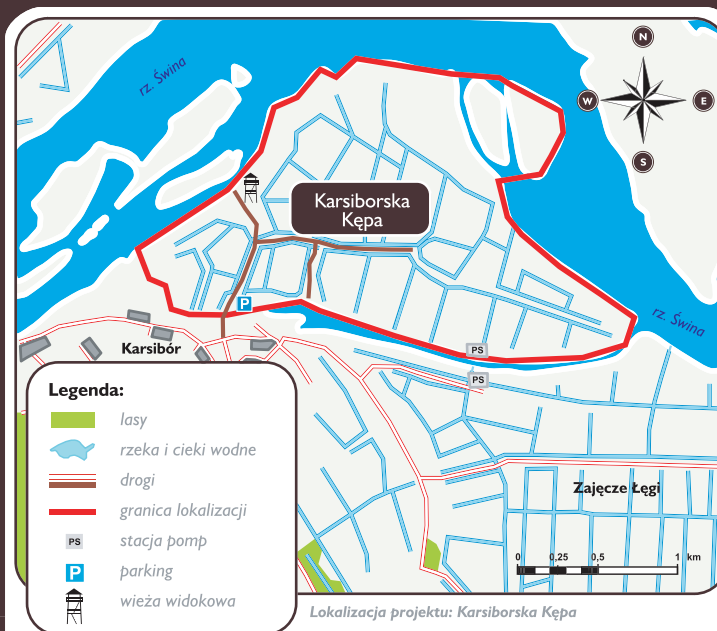 N
W
E
S
rz. Świna
Karsiborska
Kępa
P
rz. Świna
PS
Karsibór
PS
Legenda:
lasy
rzeka i cieki wodne
drogi
granica lokalizacji
PS stacja pomp
P parking
wieża widokowa
Zajęcze Łęgi
0 0,25 0,5 1 km
Lokalizacja projektu: Karsiborska Kępa